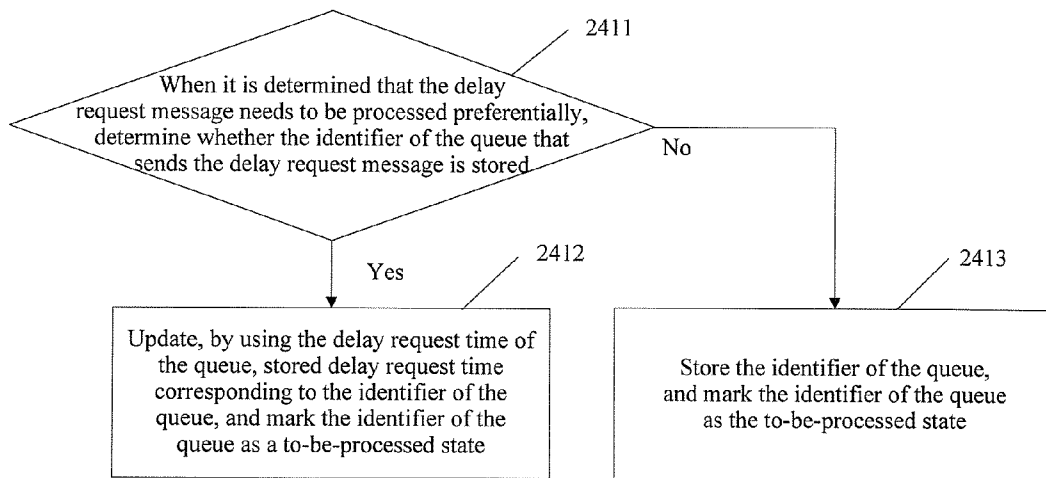 2411
When it is determined that the delay
request message needs to be processed preferentially,
determine whether the identifier of the queue that
sends the delay request message is stored
No
Yes
2412
2413
Update, by using the delay request time of
the queue, stored delay request time
corresponding to the identifier of the
queue, and mark the identifier of the
queue as a to-be-processed state
Store the identifier of the queue,
and mark the identifier of the queue
as the to-be-processed state